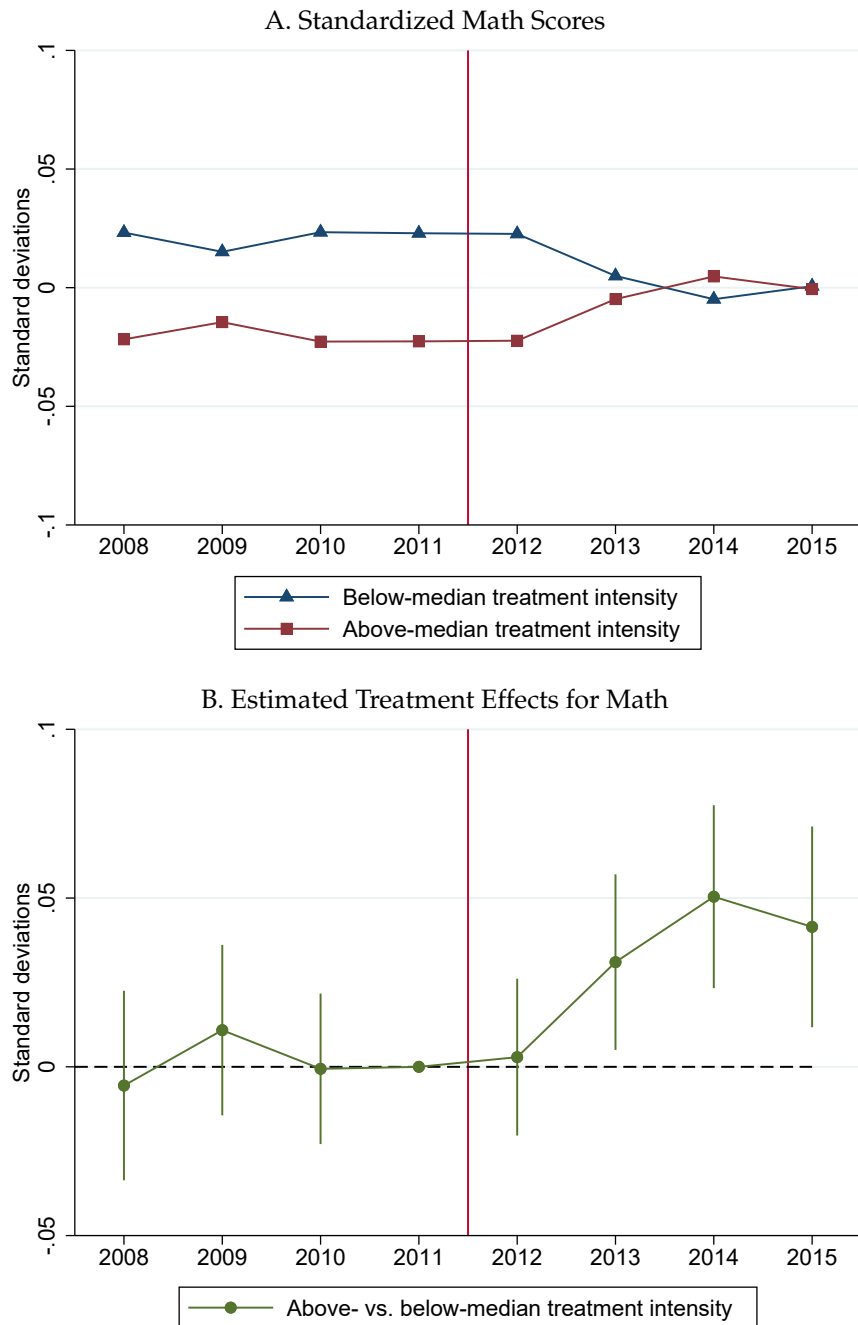 A. Standardized Math Scores
.1
.05
0
-.05
-.1
Standard deviations
2008 2009 2010 2011 2012 2013 2014 2015
Below-median treatment intensity
Above-median treatment intensity
B. Estimated Treatment Effects for Math
.1
.05
0
-.05
Standard deviations
2008 2009 2010 2011 2012 2013 2014 2015
Above- vs. below-median treatment intensity